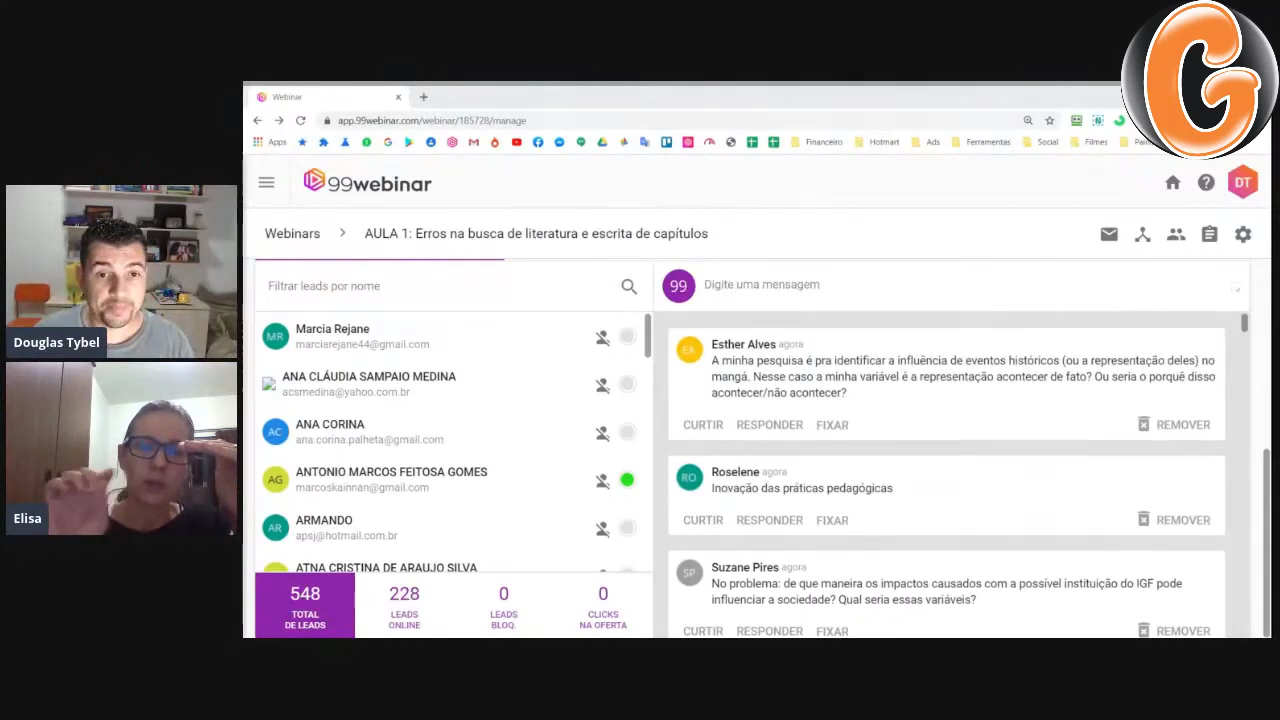 G
Webinar
app.99webinar.com/webinar/185728/manage
Apps
Financeiro
Hotmart
Ads
Ferramentas
Social
Filmes
99webinar
DT
Webinars > AULA 1: Erros na busca de literatura e escrita de capítulos
Filtrar leads por nome
MR
Marcia Rejane
marciarejane44@gmail.com
ANA CLÁUDIA SAMPAIO MEDINA
acsmedina@yahoo.com.br
AC
ANA CORINA
ana.corina.palheta@gmail.com
AG
ANTONIO MARCOS FEITOSA GOMES
marcoskainnan@gmail.com
AR
ARMANDO
apsj@hotmail.com.br
ATNA CRISTINA DE ARAUJO SILVA
548
TOTAL
DE LEADS
228
LEADS
ONLINE
0
LEADS
BLOQ.
0
CLICKS
NA OFERTA
99
Digite uma mensagem
EA
Esther Alves agora
A minha pesquisa é pra identificar a influência de eventos históricos (ou a representação deles) no
mangá. Nesse caso a minha variável é a representação acontecer de fato? Ou seria o porquê disso
acontecer/não acontecer?
CURTIR RESPONDER FIXAR REMOVER
RO
Roselene agora
Inovação das práticas pedagógicas
CURTIR RESPONDER FIXAR REMOVER
SP
Suzane Pires agora
No problema: de que maneira os impactos causados com a possível instituição do IGF pode
influenciar a sociedade? Qual seria essas variáveis?
CURTIR RESPONDER FIXAR REMOVER
Douglas Tybel
Elisa